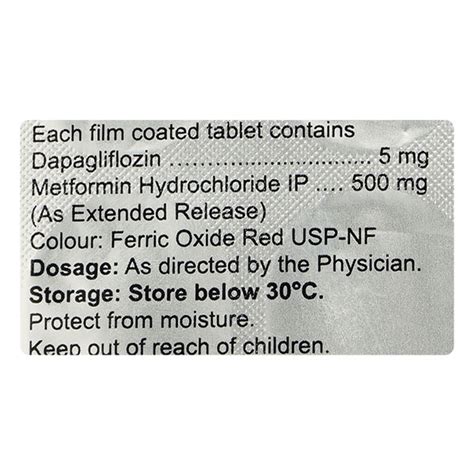 Each film coated tablet contains
Dapagliflozin ...................... 5 mg
Metformin Hydrochloride IP .... 500 mg
(As Extended Release)
Colour: Ferric Oxide Red USP-NF
Dosage: As directed by the Physician.
Storage: Store below 30°C.
Protect from moisture.
Keep out of reach of children.